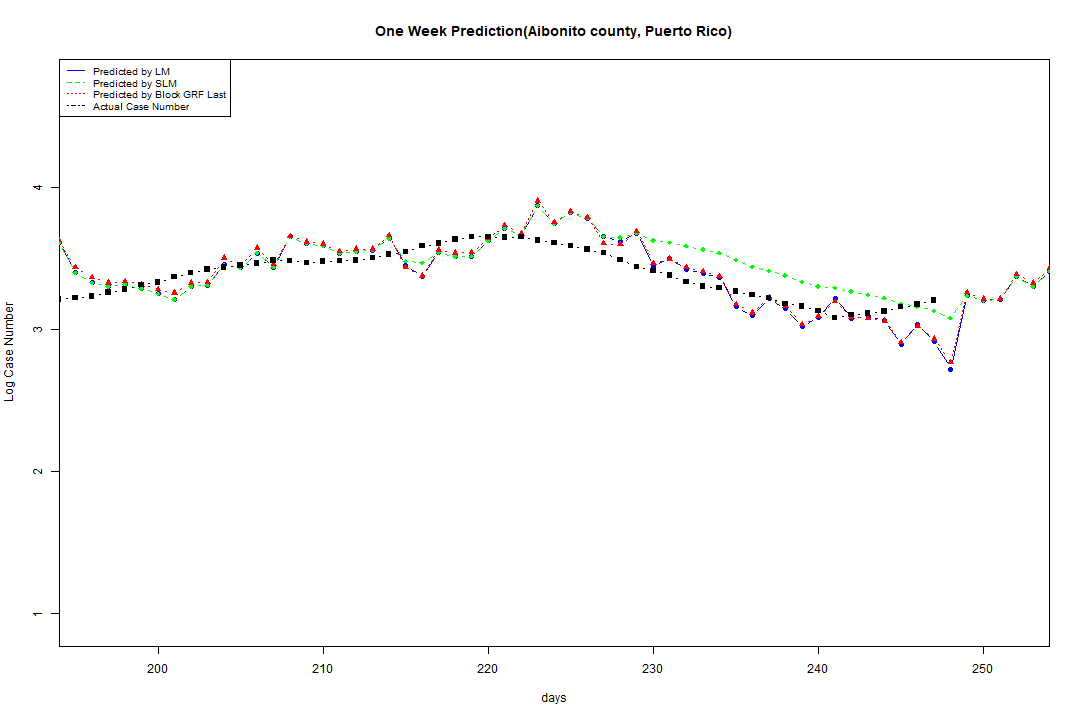 One Week Prediction(Aibonito county, Puerto Rico)
Predicted by LM
Predicted by SLM
Predicted by Block GRF Last
Actual Case Number
4
3
2
1
Log Case Number
200 210 220 230 240 250
days